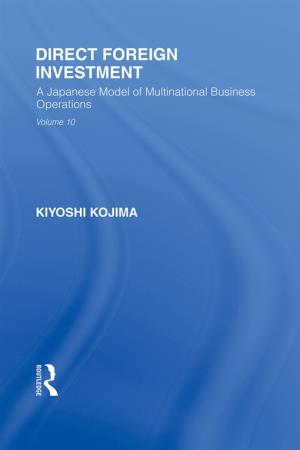 DIRECT FOREIGN
INVESTMENT
A Japanese Model of Multinational Business
Operations
Volume 10
KIYOSHI KOJIMA
ROUTLEDGE